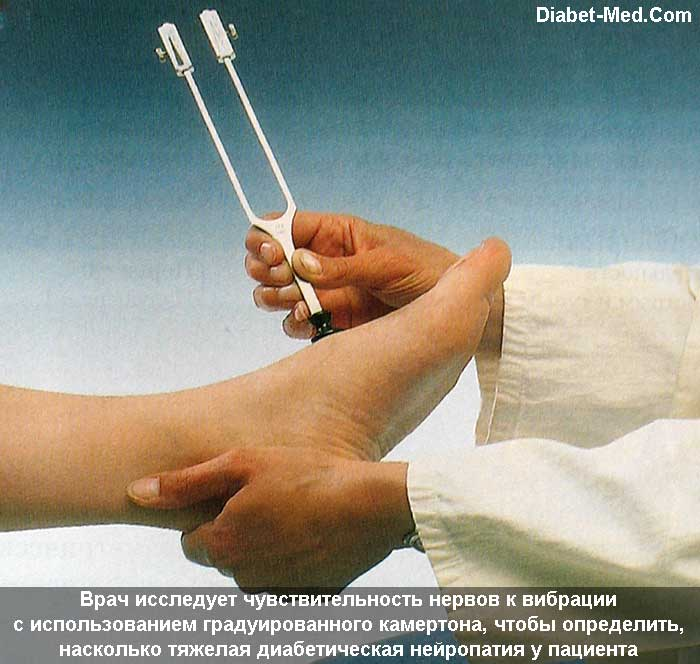 Diabet-Med.Com
Врач исследует чувствительность нервов к вибрации
с использованием градуированного камертона, чтобы определить,
насколько тяжелая диабетическая нейропатия у пациента